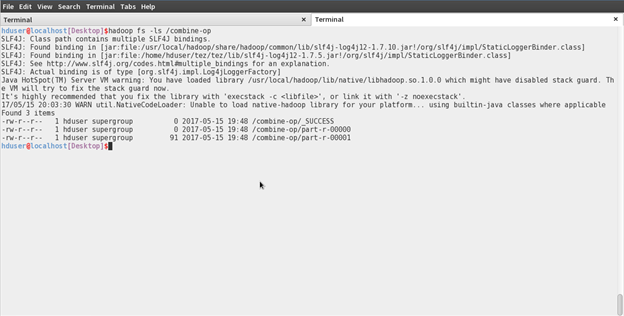 File Edit View Search Terminal Tabs Help
Terminal × Terminal ×
hduser@localhost[Desktop]$hadoop fs -ls /combine-op
SLF4J: Class path contains multiple SLF4J bindings.
SLF4J: Found binding in [jar:file:/usr/local/hadoop/share/hadoop/common/lib/slf4j-log4j12-1.7.10.jar!/org/slf4j/impl/StaticLoggerBinder.class]
SLF4J: Found binding in [jar:file:/home/hduser/tez/tez/lib/slf4j-log4j12-1.7.5.jar!/org/slf4j/impl/StaticLoggerBinder.class]
SLF4J: See http://www.slf4j.org/codes.html#multiple_bindings for an explanation.
SLF4J: Actual binding is of type [org.slf4j.impl.Log4jLoggerFactory]
Java HotSpot(TM) Server VM warning: You have loaded library /usr/local/hadoop/lib/native/libhadoop.so.1.0.0 which might have disabled stack guard. Th
e VM will try to fix the stack guard now.
It's highly recommended that you fix the library with 'execstack -c <libfile>', or link it with '-z noexecstack'.
17/05/15 20:03:30 WARN util.NativeCodeLoader: Unable to load native-hadoop library for your platform... using builtin-java classes where applicable
Found 3 items
-rw-r--r-- 1 hduser supergroup 0 2017-05-15 19:48 /combine-op/_SUCCESS
-rw-r--r-- 1 hduser supergroup 0 2017-05-15 19:48 /combine-op/part-r-00000
-rw-r--r-- 1 hduser supergroup 91 2017-05-15 19:48 /combine-op/part-r-00001
hduser@localhost[Desktop]$